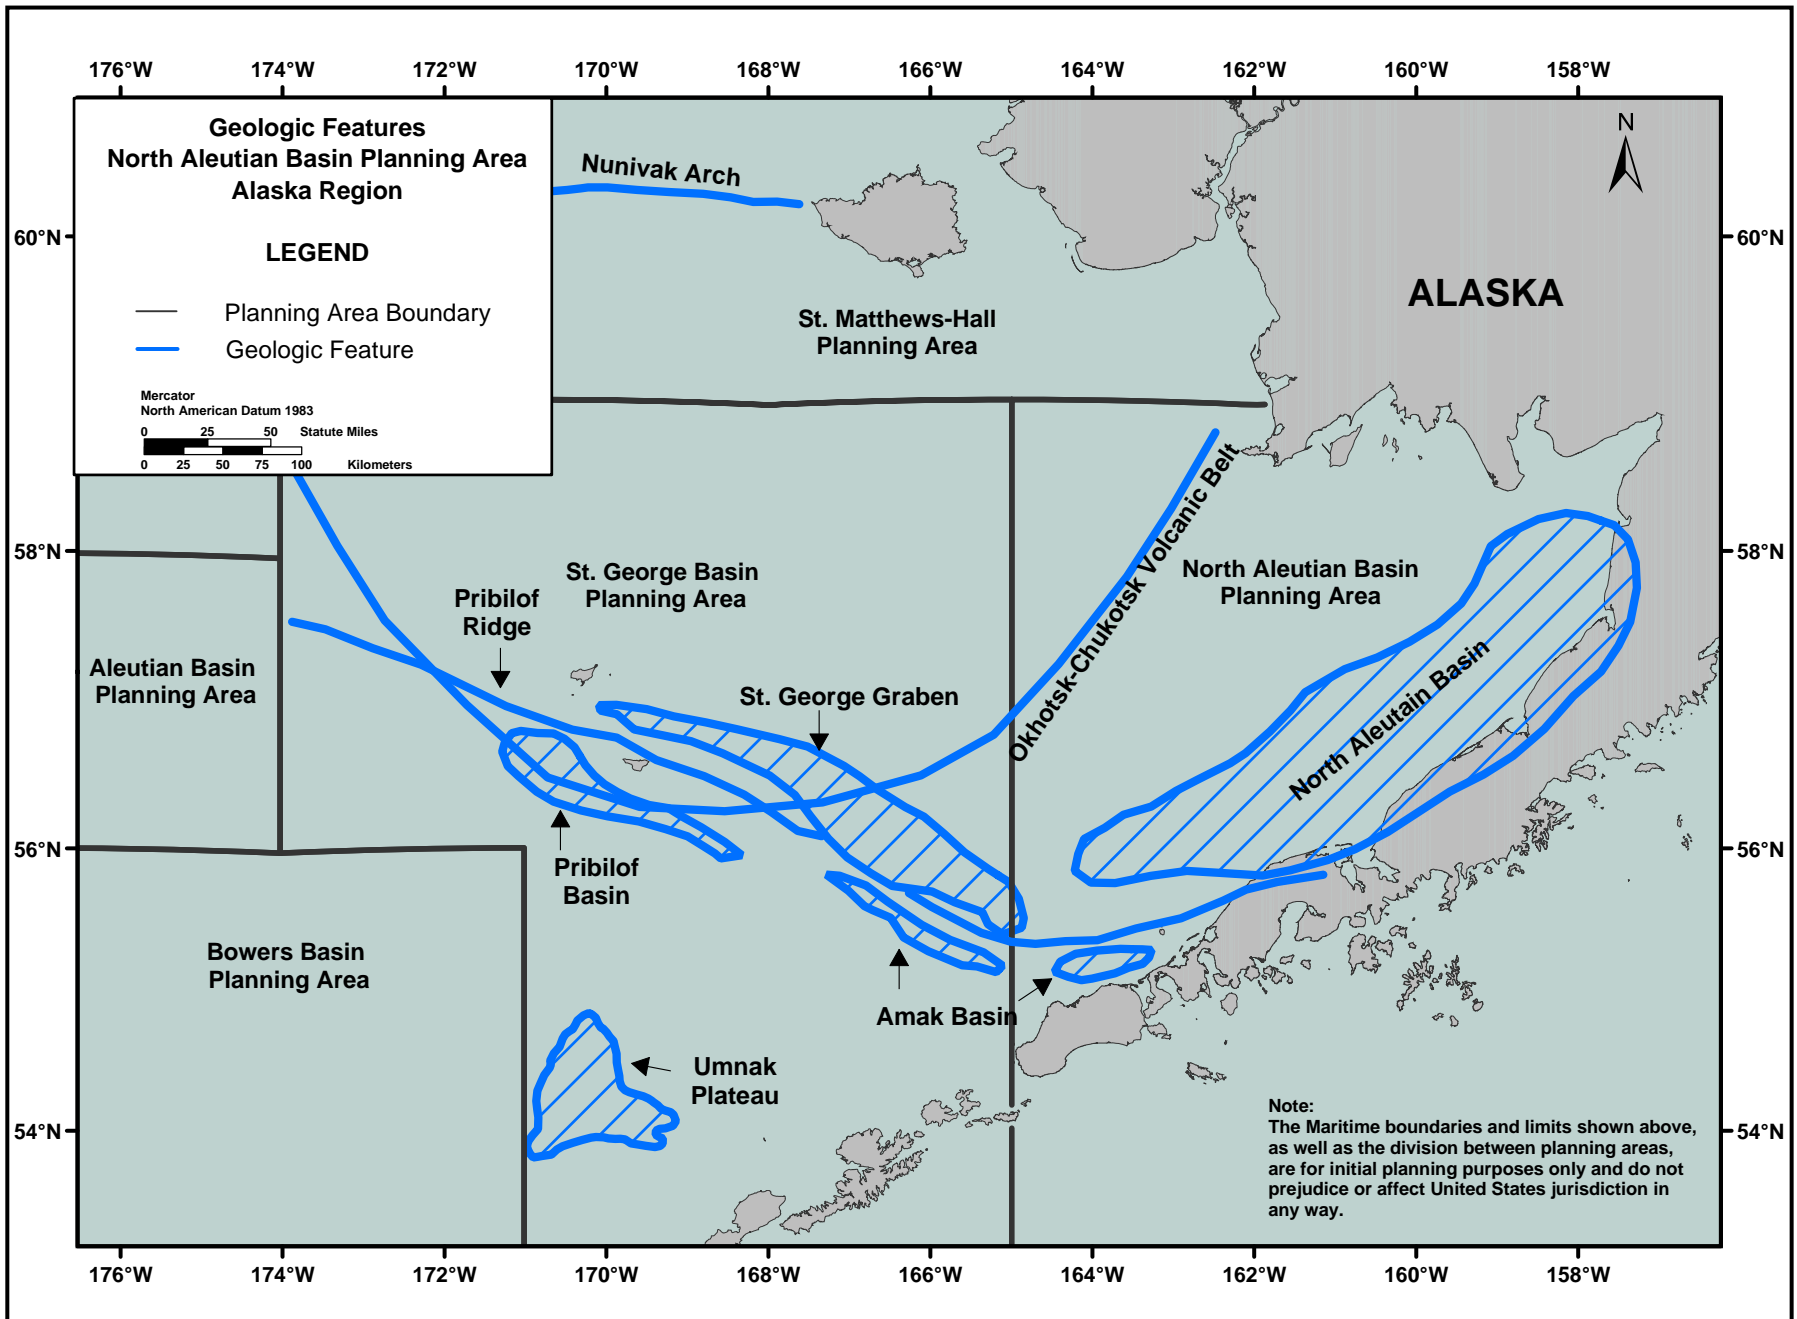 176°W 174°W 172°W 170°W 168°W 166°W 164°W 162°W 160°W 158°W
Geologic Features
North Aleutian Basin Planning Area
Alaska Region
LEGEND
Planning Area Boundary
Geologic Feature
Mercator
North American Datum 1983
0 25 50 Statute Miles
0 25 50 75 100 Kilometers
N
Nunivak Arch
60°N
60°N
ALASKA
St. Matthews-Hall
Planning Area
58°N
58°N
St. George Basin
Planning Area
North Aleutian Basin
Planning Area
Okhotsk-Chukotsk Volcanic Belt
Pribilof
Ridge
Aleutian Basin
Planning Area
St. George Graben
North Aleutain Basin
56°N
56°N
Pribilof
Basin
Bowers Basin
Planning Area
Amak Basin
Umnak
Plateau
54°N
54°N
Note:
The Maritime boundaries and limits shown above,
as well as the division between planning areas,
are for initial planning purposes only and do not
prejudice or affect United States jurisdiction in
any way.
176°W 174°W 172°W 170°W 168°W 166°W 164°W 162°W 160°W 158°W